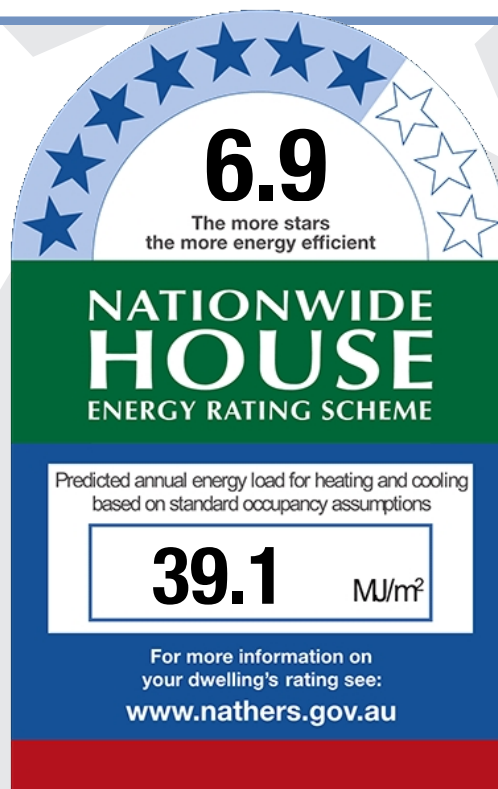 6.9
The more stars
the more energy efficient
NATIONWIDE
HOUSE
ENERGY RATING SCHEME
Predicted annual energy load for heating and cooling
based on standard occupancy assumptions
39.1 MJ/m²
For more information on
your dwelling's rating see:
www.nathers.gov.au